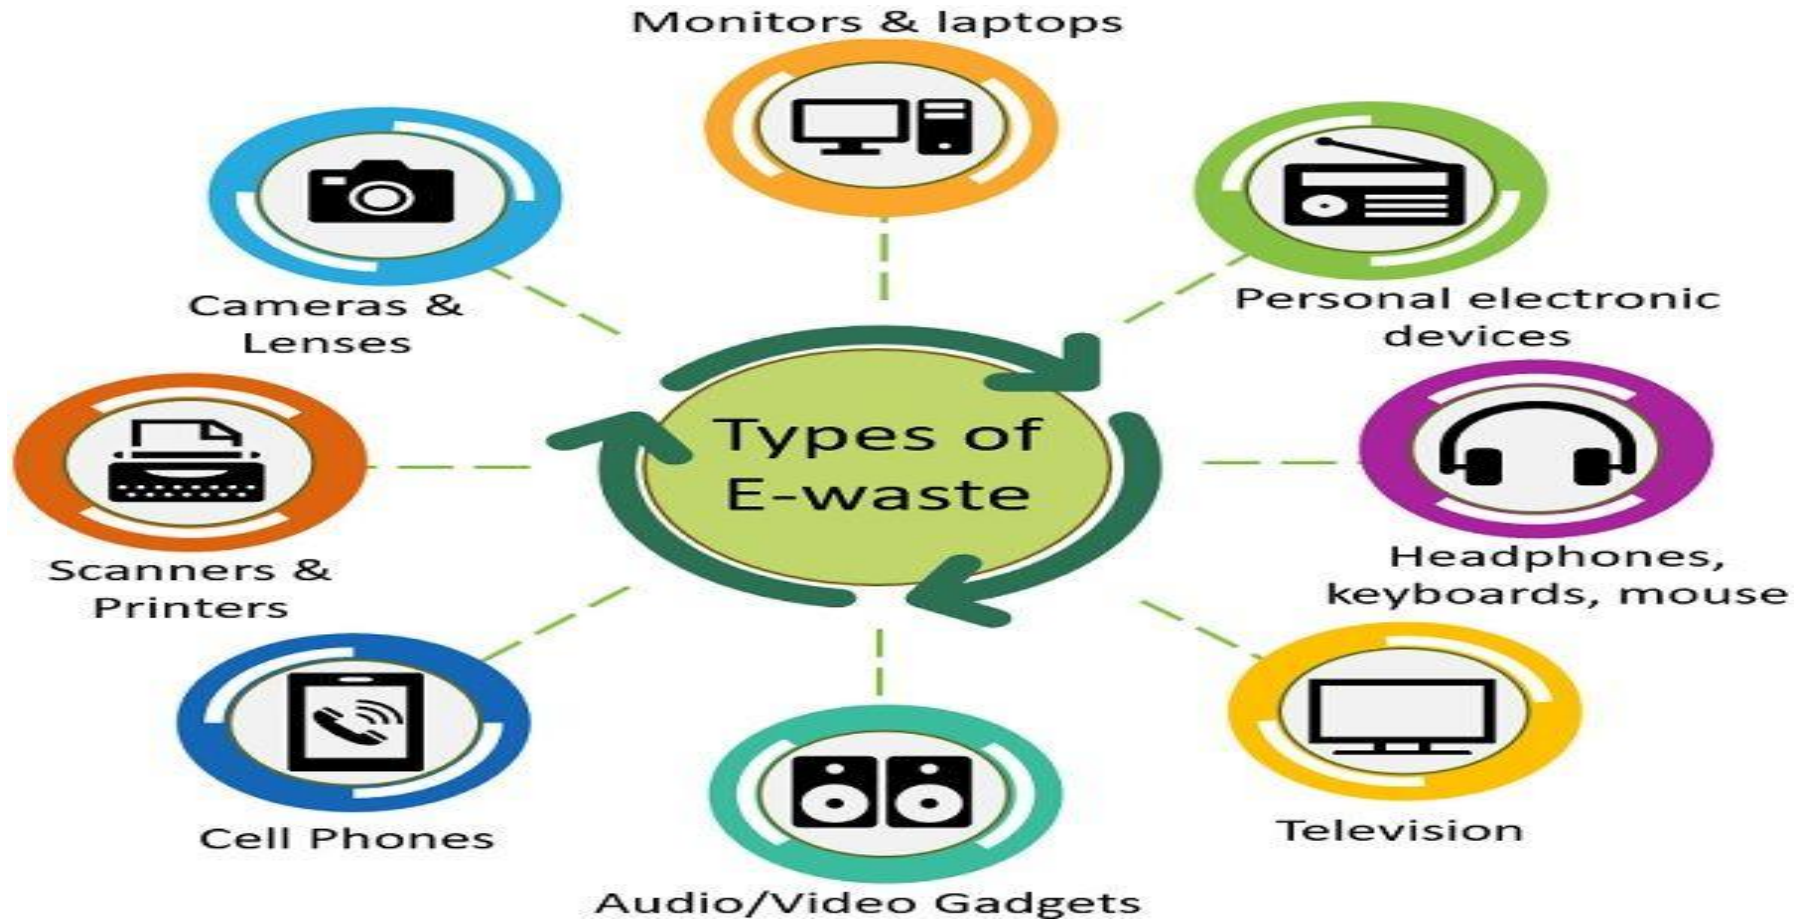 Monitors & laptops
Cameras &
Lenses
Personal electronic
devices
Types of
E-waste
Scanners &
Printers
Headphones,
keyboards, mouse
Cell Phones
Television
Audio/Video Gadgets